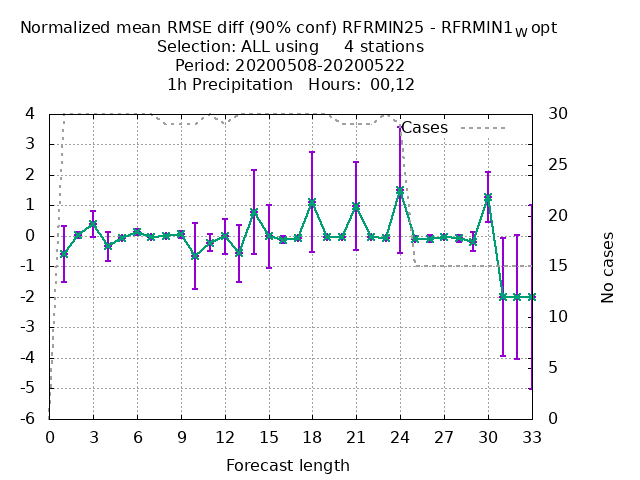 Normalized mean RMSE diff (90% conf) RFRMIN25 - RFRMIN1wopt
Selection: ALL using 4 stations
Period: 20200508-20200522
1h Precipitation Hours: 00,12
Cases
4
3
2
1
0
-1
-2
-3
-4
-5
-6
30
25
20
15
10
5
0
No cases
0 3 6 9 12 15 18 21 24 27 30 33
Forecast length